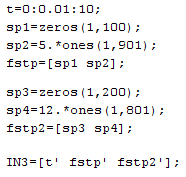 t=0:0.01:10;
sp1=zeros(1,100);
sp2=5.*ones(1,901);
fstp=[sp1 sp2];
sp3=zeros(1,200);
sp4=12.*ones(1,801);
fstp2=[sp3 sp4];
IN3=[t' fstp' fstp2'];